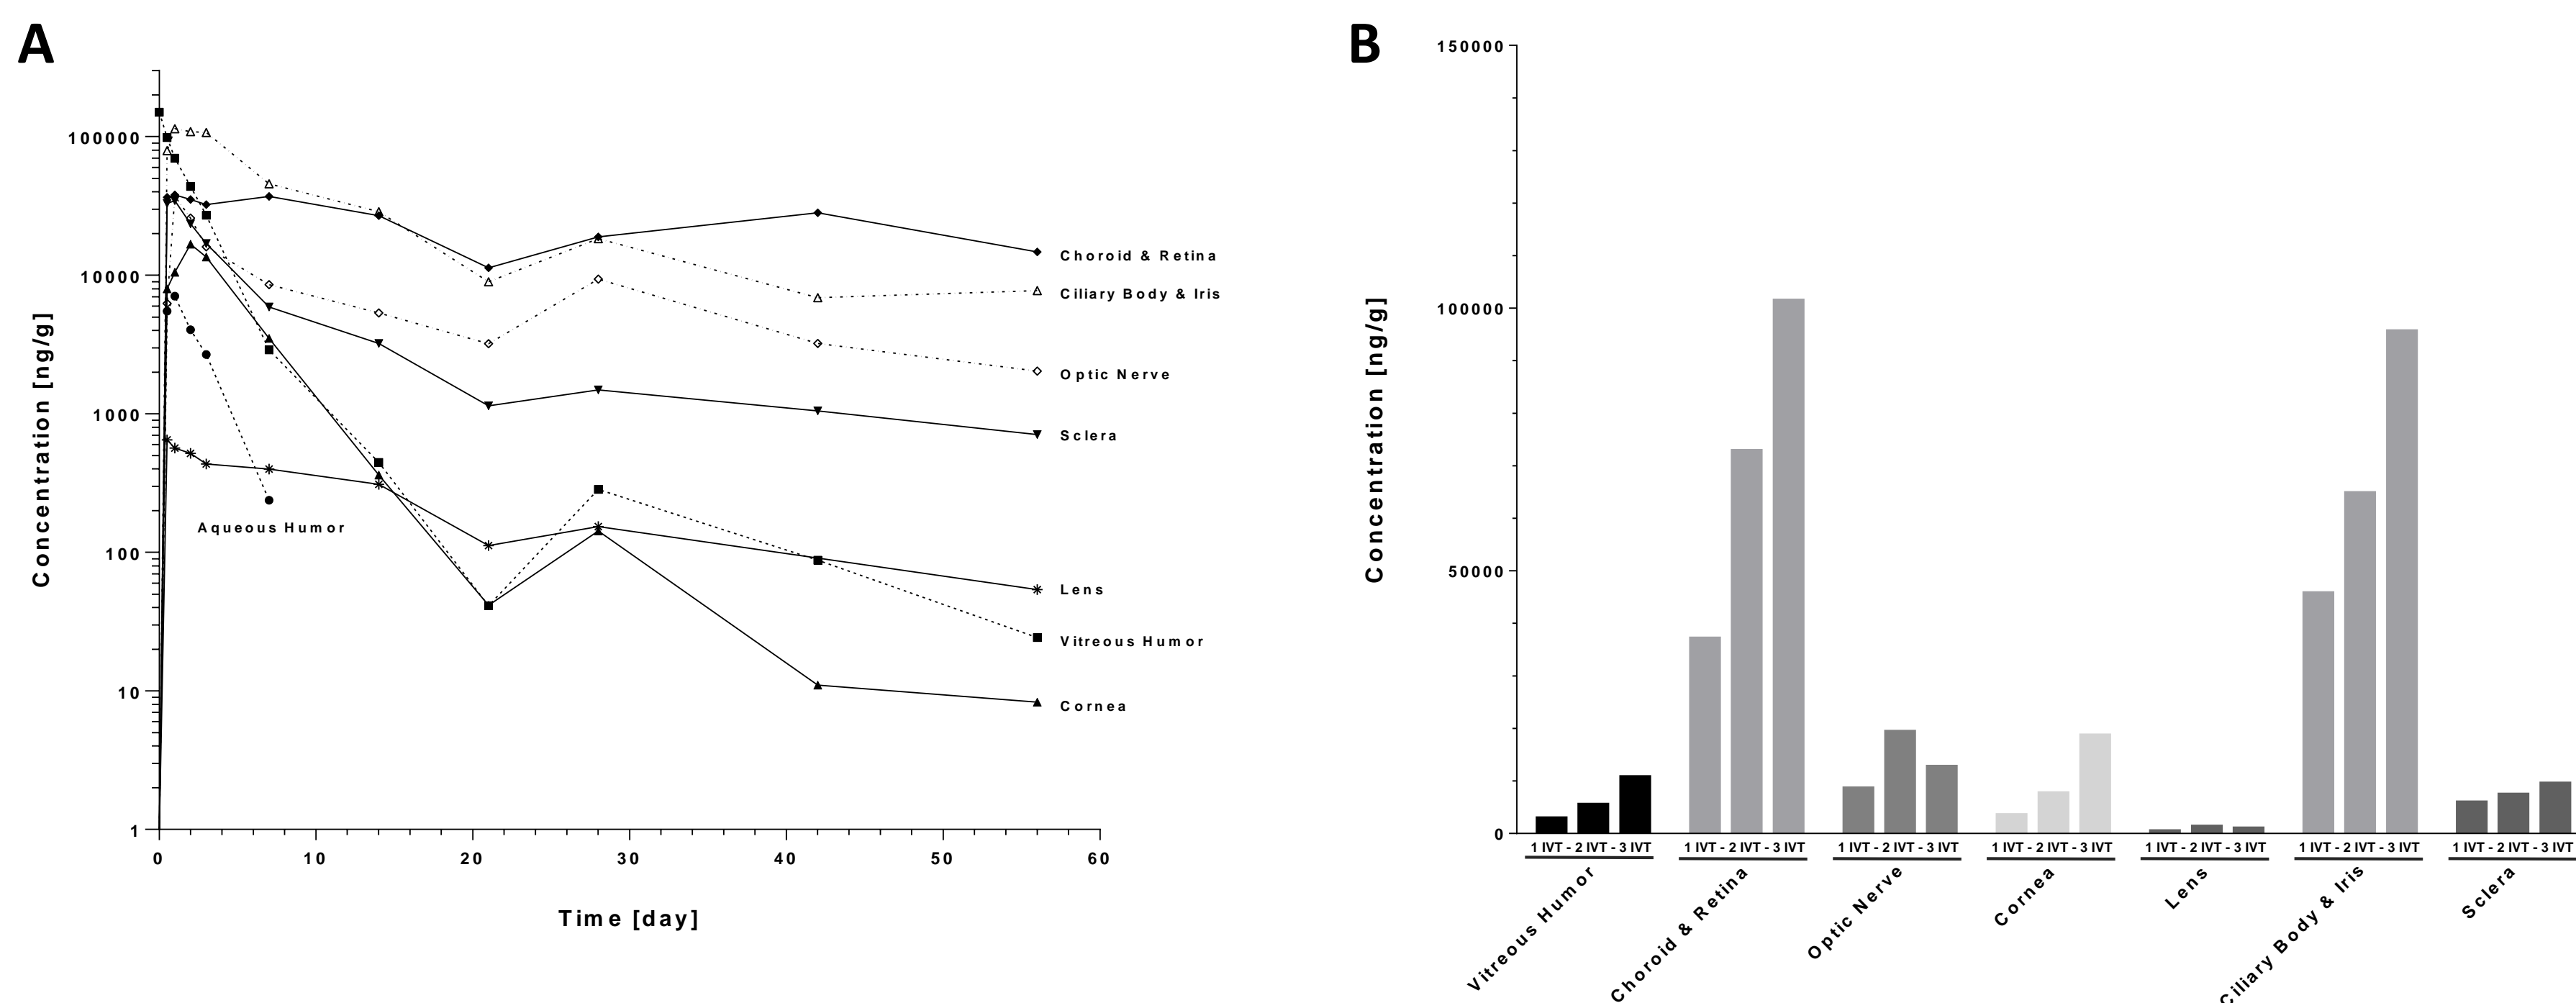 A
Concentration [ng/g]
100000
10000
1000
100
10
1
0 10 20 30 40 50 60
Time [day]
Choroid & Retina
Ciliary Body & Iris
Optic Nerve
Sclera
Aqueous Humor
Lens
Vitreous Humor
Cornea
B
Concentration [ng/g]
150000
100000
50000
0
1 IVT - 2 IVT - 3 IVT
1 IVT - 2 IVT - 3 IVT
1 IVT - 2 IVT - 3 IVT
1 IVT - 2 IVT - 3 IVT
1 IVT - 2 IVT - 3 IVT
1 IVT - 2 IVT - 3 IVT
1 IVT - 2 IVT - 3 IVT
Vitreous Humor
Choroid & Retina
Optic Nerve
Cornea
Lens
Ciliary Body & Iris
Sclera